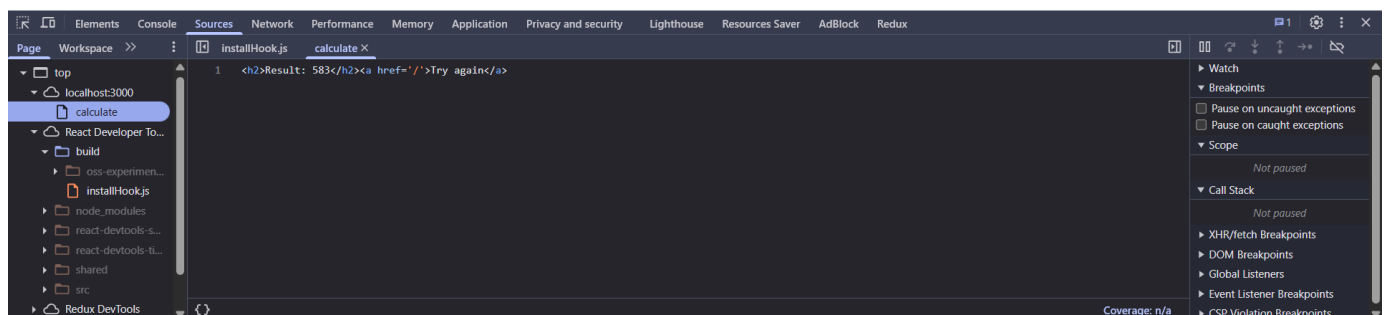 Elements Console Sources Network Performance Memory Application Privacy and security Lighthouse Resources Saver AdBlock Redux 1
Page Workspace
installHook.js calculate
top
localhost:3000
calculate
React Developer To...
build
oss-experimen...
installHook.js
node_modules
react-devtools-s...
react-devtools-ti...
shared
src
Redux DevTools
1 <h2>Result: 583</h2><a href='/'>Try again</a>
{}
Coverage: n/a
Watch
Breakpoints
Pause on uncaught exceptions
Pause on caught exceptions
Scope
Not paused
Call Stack
Not paused
XHR/fetch Breakpoints
DOM Breakpoints
Global Listeners
Event Listener Breakpoints
CSP Violation Breakpoints